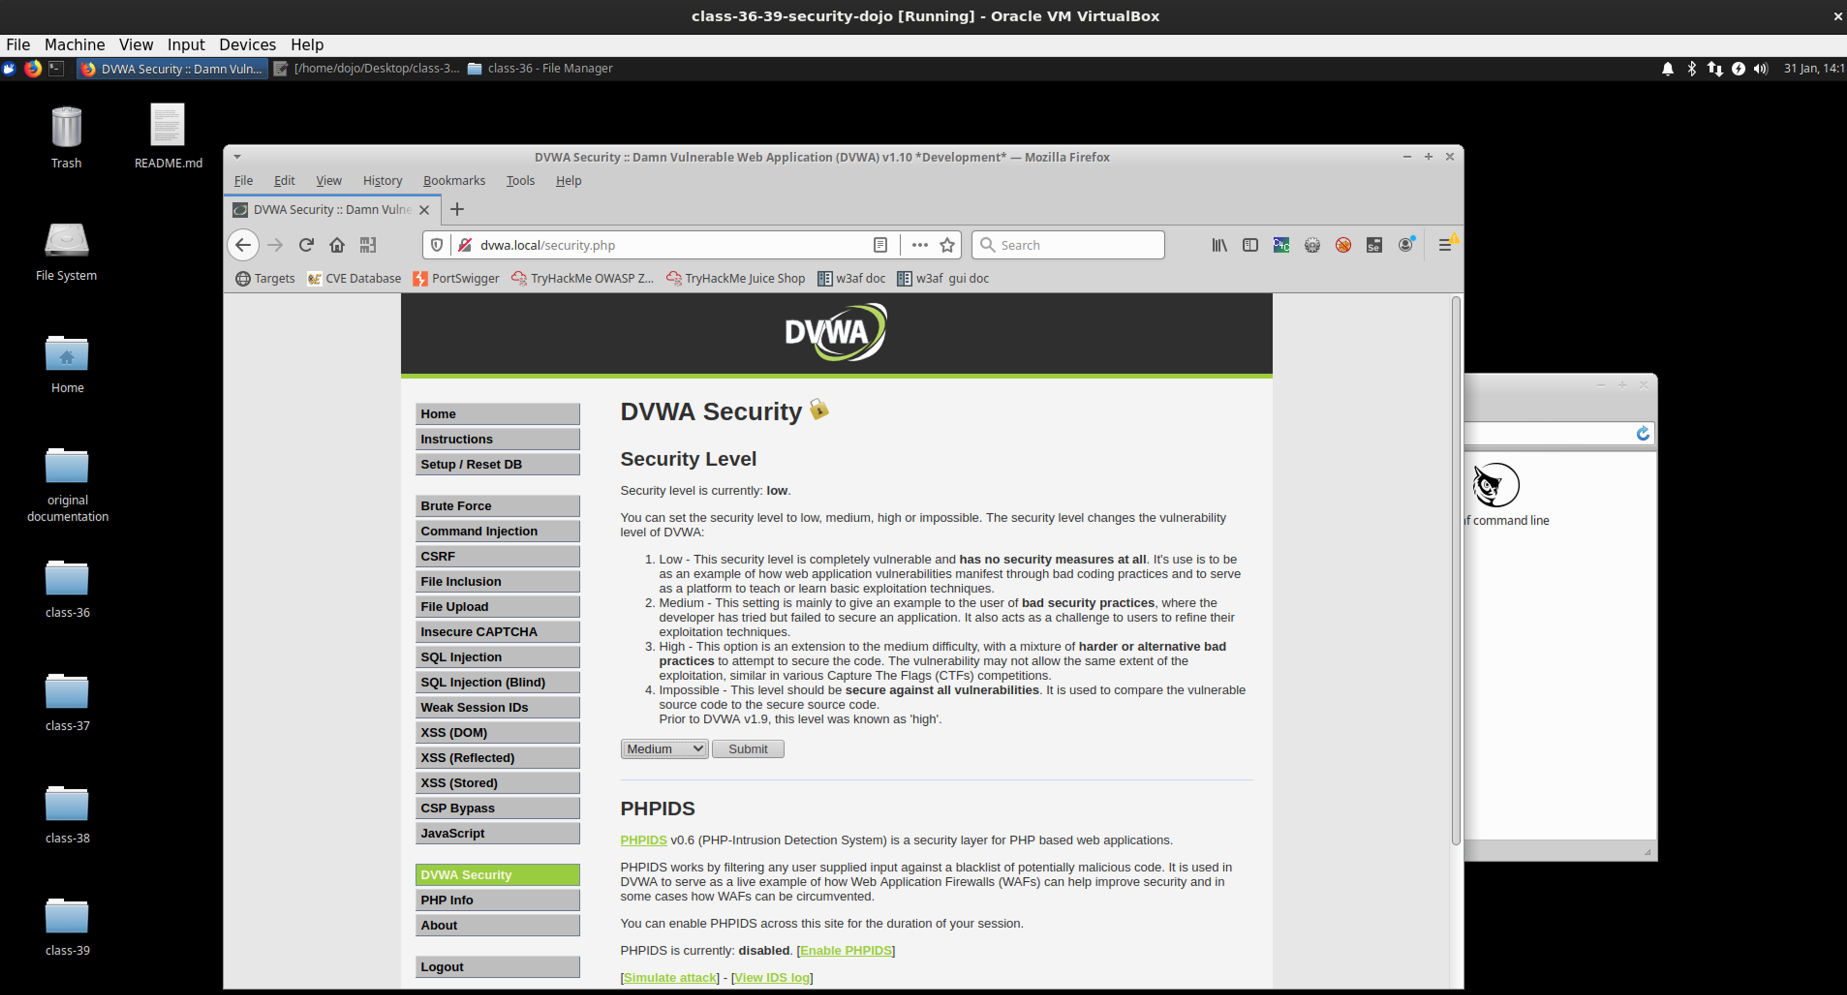 class-36-39-security-dojo [Running] - Oracle VM VirtualBox
File Machine View Input Devices Help
DVWA Security :: Damn Vuln... [/home/dojo/Desktop/class-3... class-36 - File Manager 31 Jan, 14:1
Trash
README.md
File System
Home
original
documentation
class-36
class-37
class-38
class-39
DVWA Security :: Damn Vulnerable Web Application (DVWA) v1.10 *Development* — Mozilla Firefox
File Edit View History Bookmarks Tools Help
DVWA Security :: Damn Vulne
dvwa.local/security.php
Search
Targets CVE Database PortSwigger TryHackMe OWASP Z... TryHackMe Juice Shop w3af doc w3af gui doc
DVWA
Home
Instructions
Setup / Reset DB
Brute Force
Command Injection
CSRF
File Inclusion
File Upload
Insecure CAPTCHA
SQL Injection
SQL Injection (Blind)
Weak Session IDs
XSS (DOM)
XSS (Reflected)
XSS (Stored)
CSP Bypass
JavaScript
DVWA Security
PHP Info
About
Logout
DVWA Security
Security Level
Security level is currently: low.
You can set the security level to low, medium, high or impossible. The security level changes the vulnerability
level of DVWA:
1. Low - This security level is completely vulnerable and has no security measures at all. It's use is to be
as an example of how web application vulnerabilities manifest through bad coding practices and to serve
as a platform to teach or learn basic exploitation techniques.
2. Medium - This setting is mainly to give an example to the user of bad security practices, where the
developer has tried but failed to secure an application. It also acts as a challenge to users to refine their
exploitation techniques.
3. High - This option is an extension to the medium difficulty, with a mixture of harder or alternative bad
practices to attempt to secure the code. The vulnerability may not allow the same extent of the
exploitation, similar in various Capture The Flags (CTFs) competitions.
4. Impossible - This level should be secure against all vulnerabilities. It is used to compare the vulnerable
source code to the secure source code.
Prior to DVWA v1.9, this level was known as 'high'.
Medium Submit
PHPIDS
PHPIDS v0.6 (PHP-Intrusion Detection System) is a security layer for PHP based web applications.
PHPIDS works by filtering any user supplied input against a blacklist of potentially malicious code. It is used in
DVWA to serve as a live example of how Web Application Firewalls (WAFs) can help improve security and in
some cases how WAFs can be circumvented.
You can enable PHPIDS across this site for the duration of your session.
PHPIDS is currently: disabled. [Enable PHPIDS]
[Simulate attack] - [View IDS log]
af command line